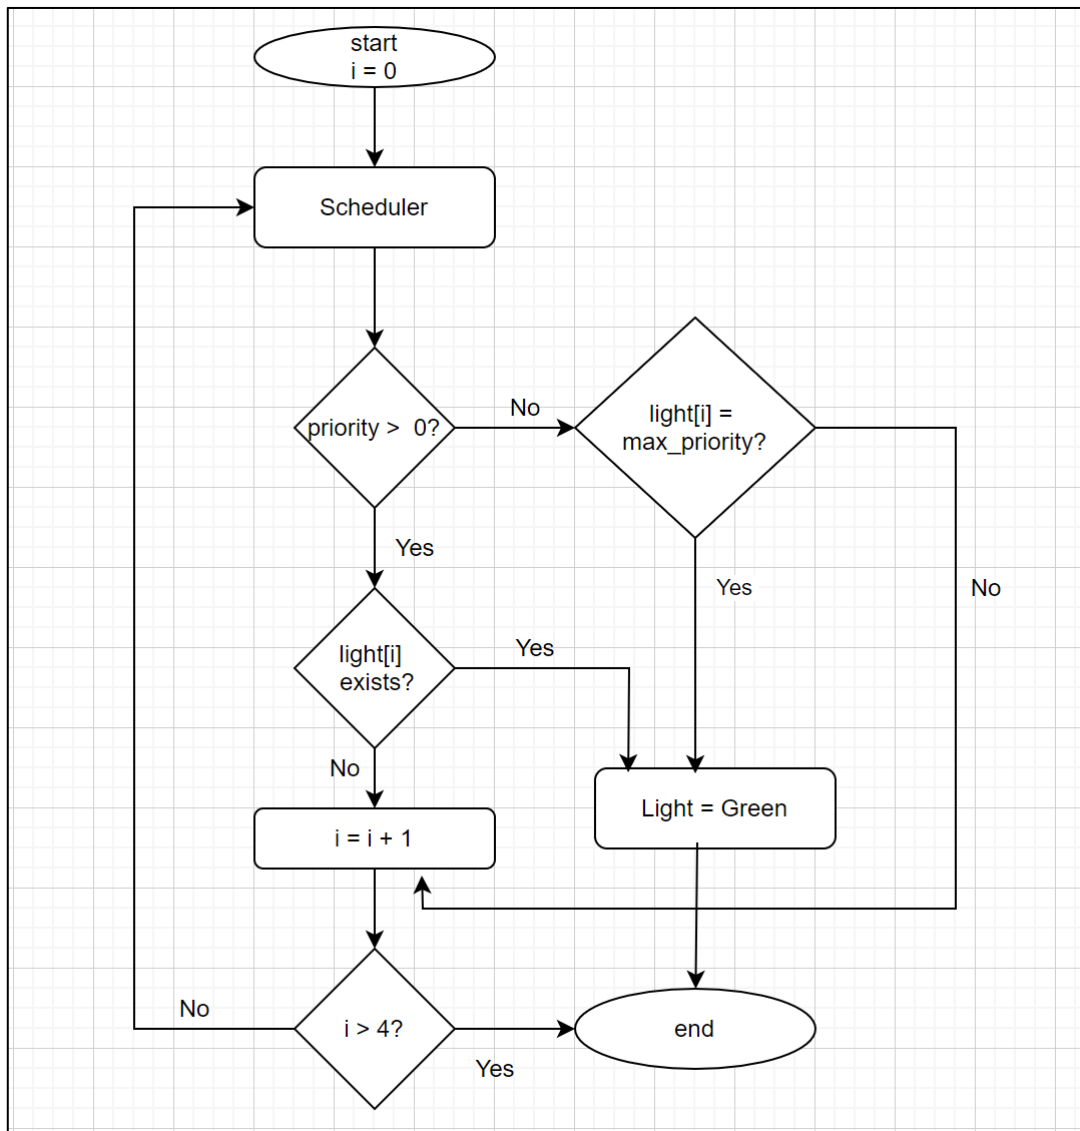 start
i = 0
Scheduler
priority >  0?
No
light[i] =
max_priority?
Yes
Yes
No
light[i]
exists?
Yes
No
Light = Green
i = i + 1
No
i > 4?
Yes
end